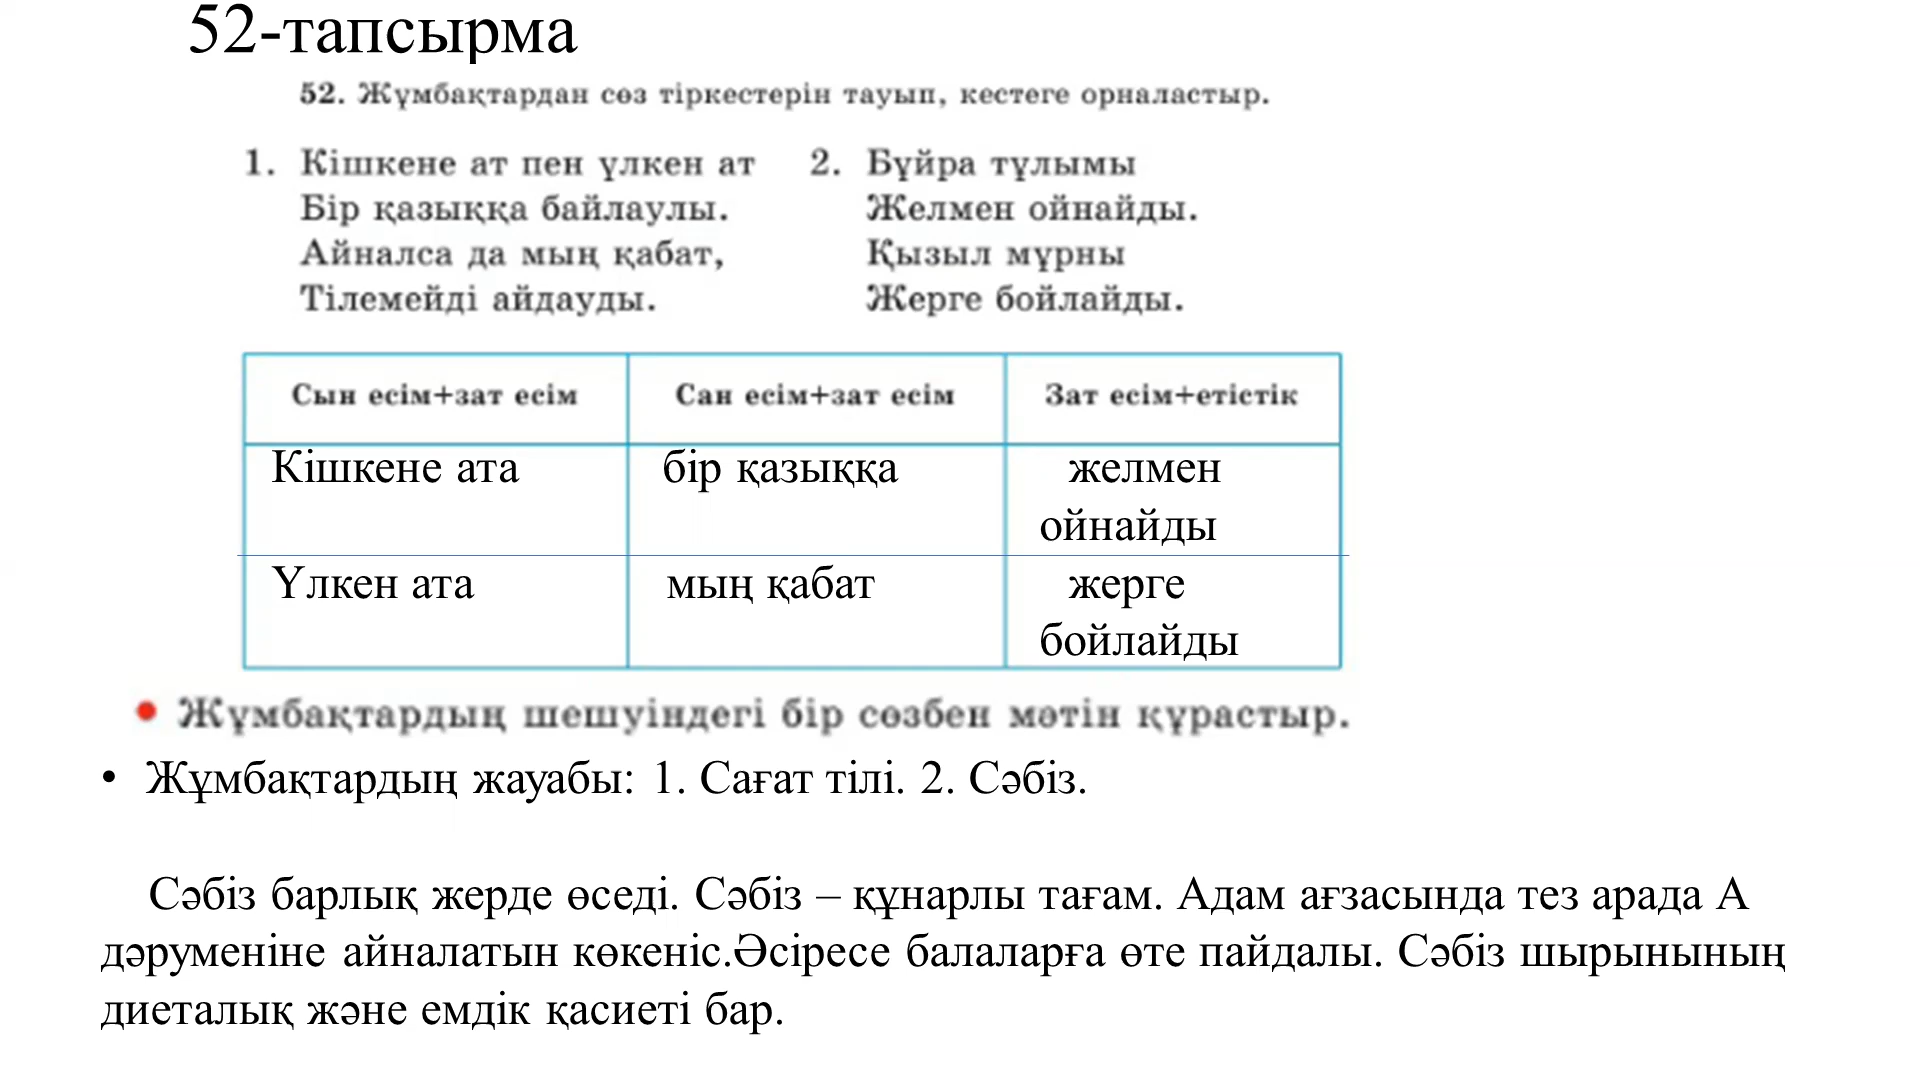 52-тапсырма
52. Жұмбақтардан сөз тіркестерін тауып, кестеге орналастыр.
1. Кішкене ат пен үлкен ат
Бір қазыққа байлаулы.
Айналса да мың қабат,
Тілемейді айдауды.
2. Бұйра тұлымы
Желмен ойнайды.
Қызыл мұрны
Жерге бойлайды.
Сын есім+зат есім
Сан есім+зат есім
Зат есім+етістік
Кішкене ата
бір қазыққа
желмен
ойнайды
Үлкен ата
мың қабат
жерге
бойлайды
• Жұмбақтардың шешуіндегі бір сөзбен мәтін құрастыр.
• Жұмбақтардың жауабы: 1. Сағат тілі. 2. Сәбіз.
Сәбіз барлық жерде өседі. Сәбіз – құнарлы тағам. Адам ағзасында тез арада А
дәруменіне айналатын көкеніс.Әсіресе балаларға өте пайдалы. Сәбіз шырынының
диеталық және емдік қасиеті бар.